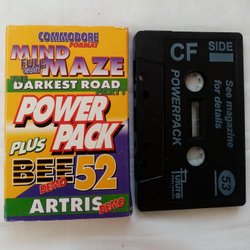 COMMODORE
FORMAT
MIND
FULL GAME
MAZE
DARKEST ROAD
POWER
PACK
PLUS
BEE 52
DEMO
ARTRIS
DEMO
CF
SIDE
See magazine
for details
POWERPACK
Future
53